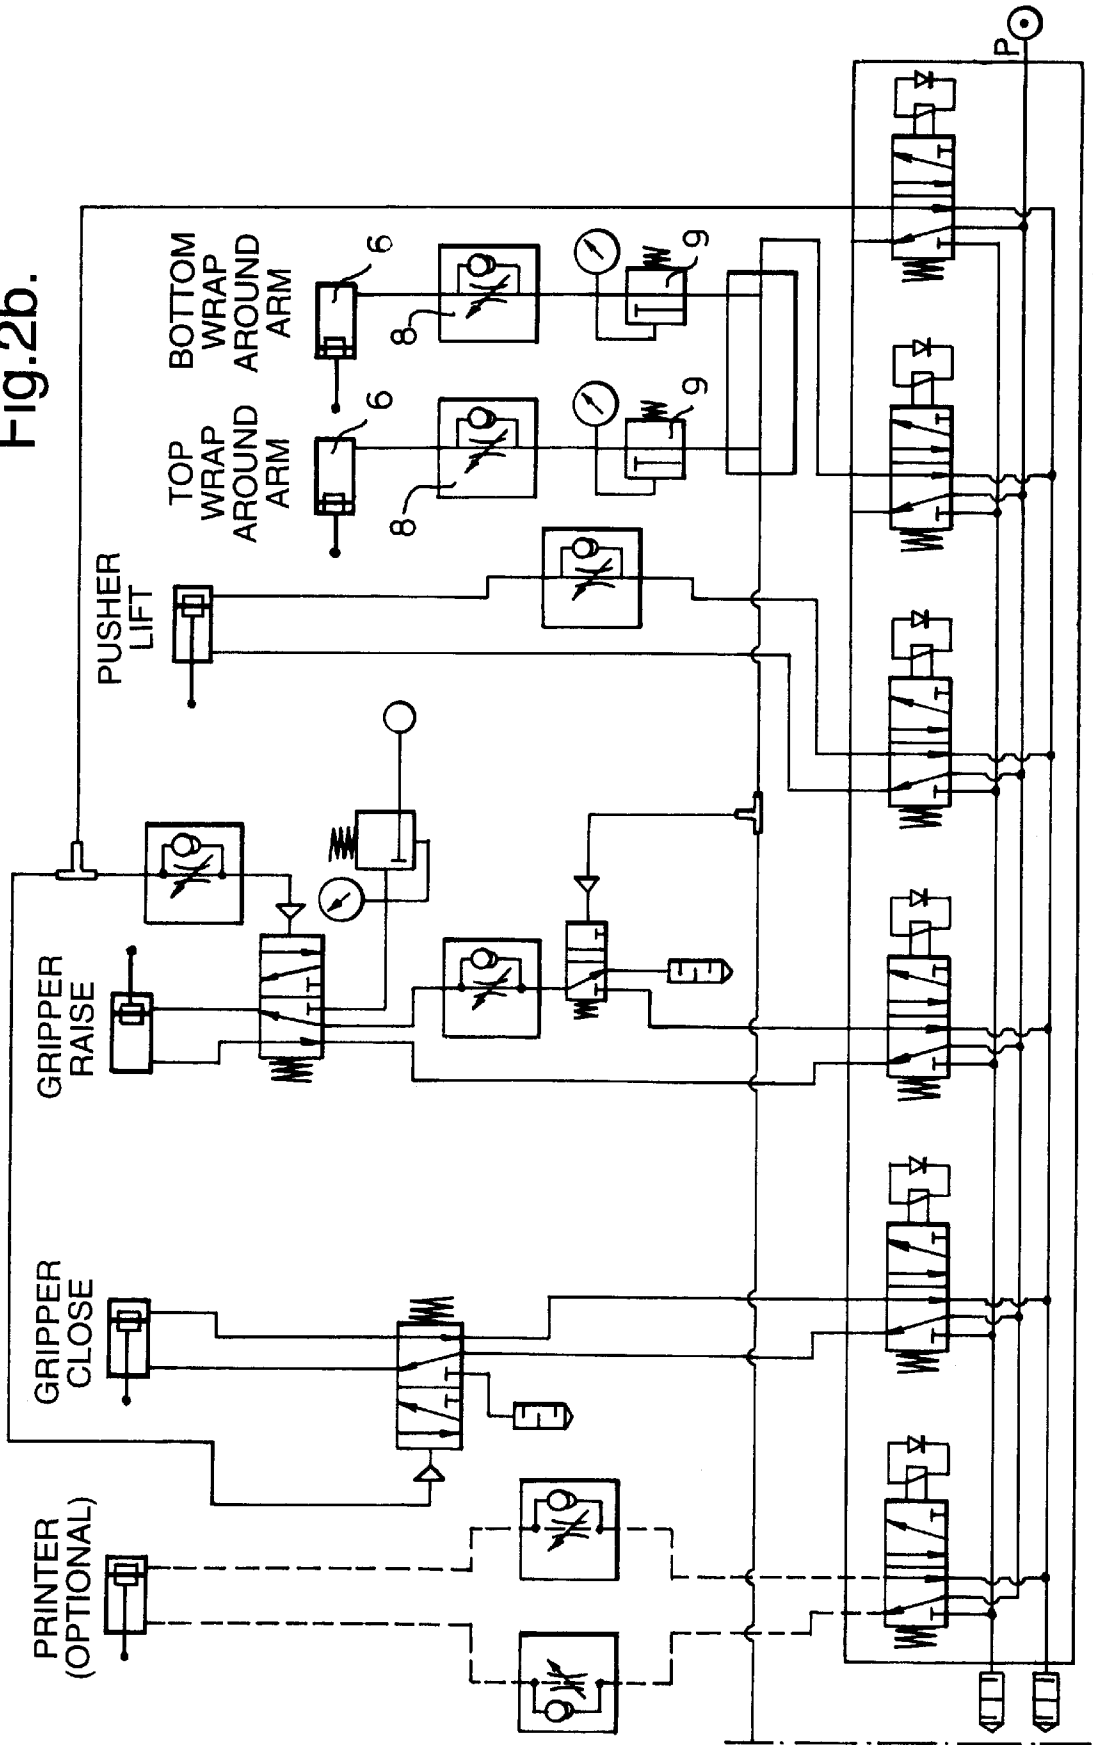 Fig.2b.
PRINTER
(OPTIONAL)
GRIPPER
CLOSE
GRIPPER
RAISE
PUSHER
LIFT
TOP
WRAP
AROUND
ARM
BOTTOM
WRAP
AROUND
ARM
6
6
8
8
9
9
P